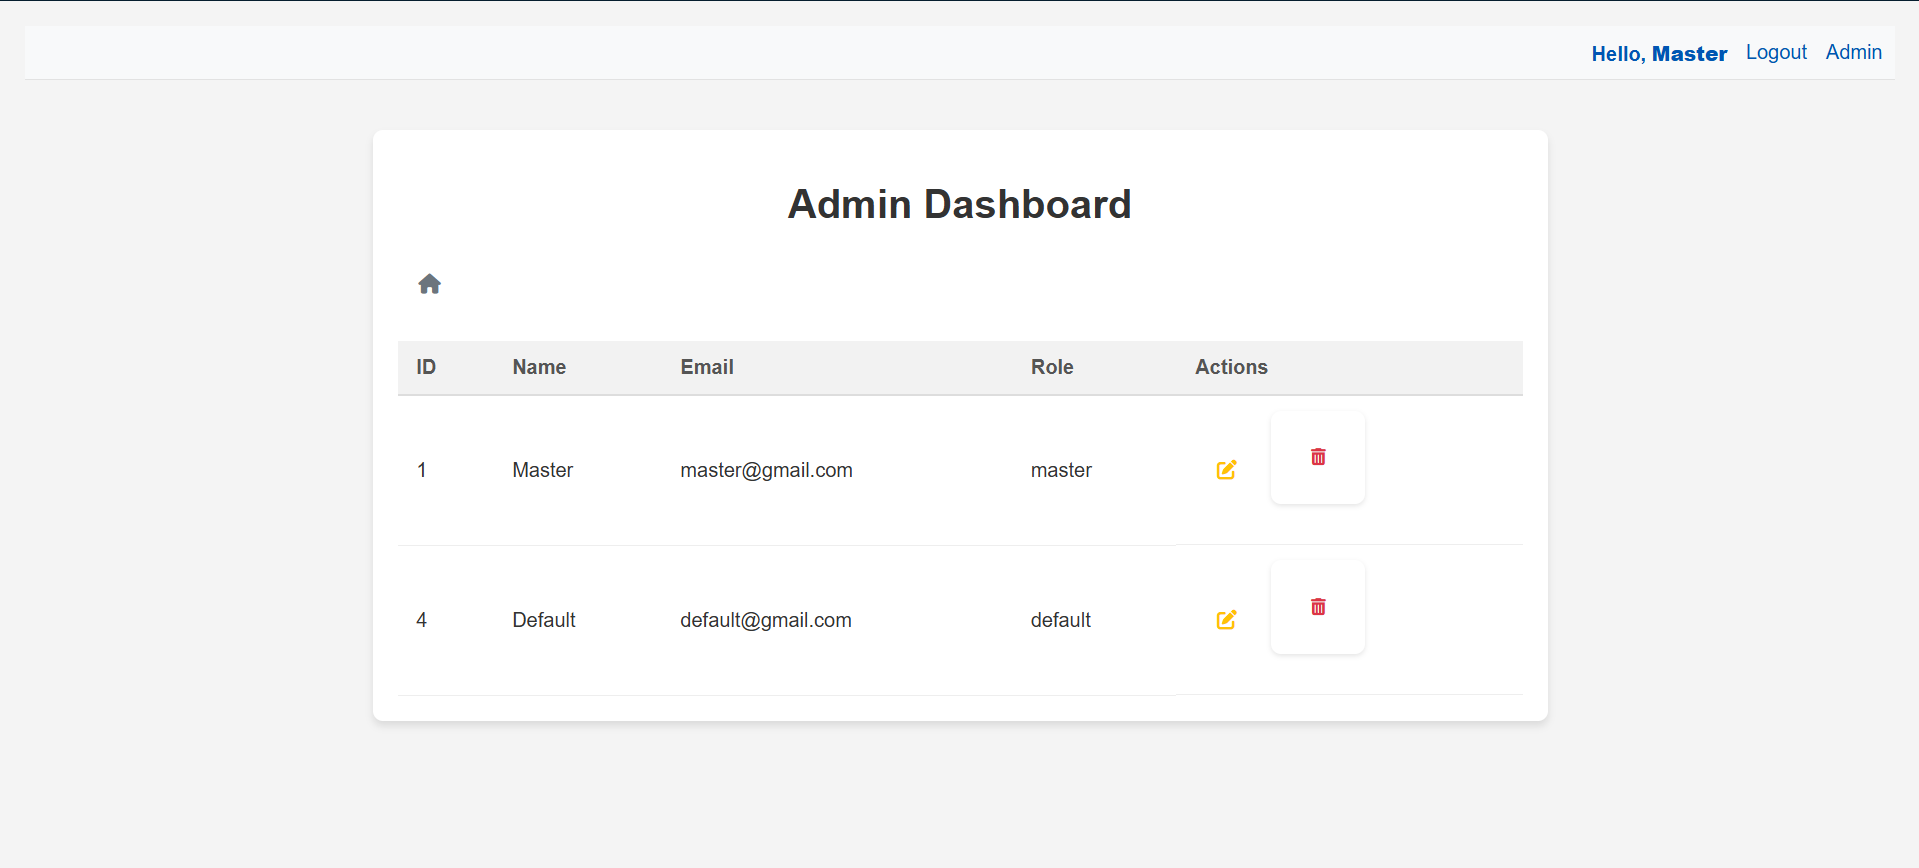 Hello, Master Logout Admin
Admin Dashboard
ID Name Email Role Actions
1 Master master@gmail.com master
4 Default default@gmail.com default